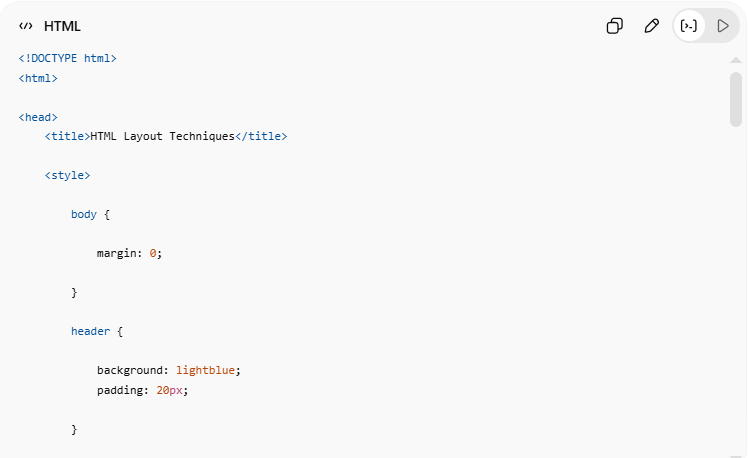 HTML
<!DOCTYPE html>
<html>
<head>
<title>HTML Layout Techniques</title>
<style>
body {
margin: 0;
}
header {
background: lightblue;
padding: 20px;
}